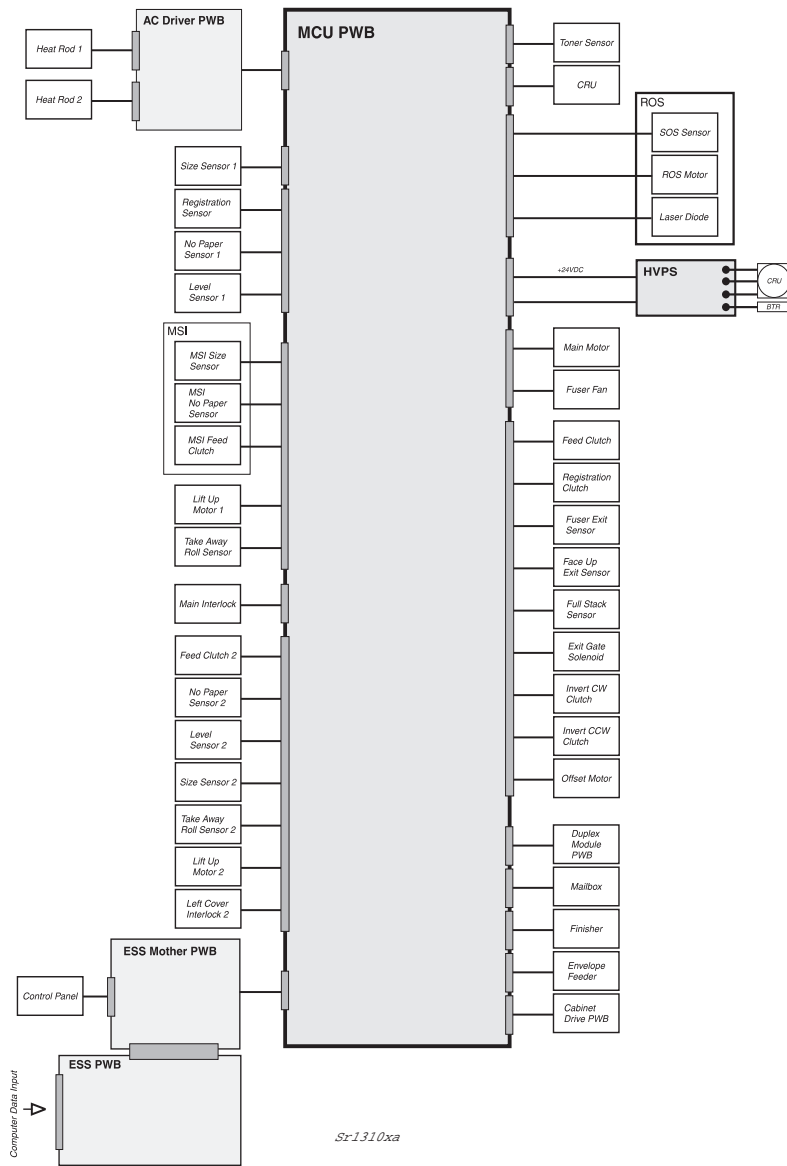 AC Driver PWB
Heat Rod 1
Heat Rod 2
MCU PWB
Size Sensor 1
Registration
Sensor
No Paper
Sensor 1
Level
Sensor 1
MSI
MSI Size
Sensor
MSI
No Paper
Sensor
MSI Feed
Clutch
Lift Up
Motor 1
Take Away
Roll Sensor
Main Interlock
Feed Clutch 2
No Paper
Sensor 2
Level
Sensor 2
Size Sensor 2
Take Away
Roll Sensor 2
Lift Up
Motor 2
Left Cover
Interlock 2
ESS Mother PWB
Control Panel
ESS PWB
Computer Data Input
Toner Sensor
CRU
ROS
SOS Sensor
ROS Motor
Laser Diode
+24VDC
HVPS
CRU
BTR
Main Motor
Fuser Fan
Feed Clutch
Registration
Clutch
Fuser Exit
Sensor
Face Up
Exit Sensor
Full Stack
Sensor
Exit Gate
Solenoid
Invert CW
Clutch
Invert CCW
Clutch
Offset Motor
Duplex
Module
PWB
Mailbox
Finisher
Envelope
Feeder
Cabinet
Drive PWB
Sr1310xa